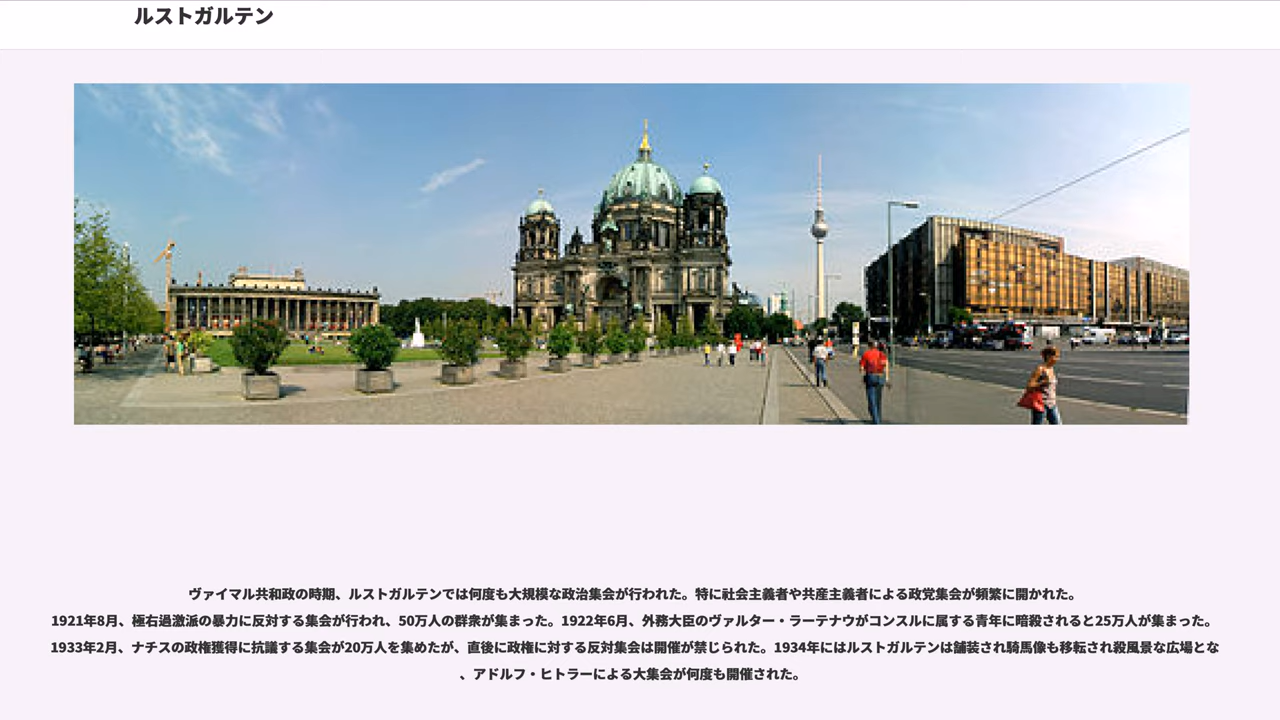 ルストガルテン
ヴァイマル共和政の時期、ルストガルテンでは何度も大規模な政治集会が行われた。特に社会主義者や共産主義者による政党集会が頻繁に開かれた。
1921年8月、極右過激派の暴力に反対する集会が行われ、50万人の群衆が集まった。1922年6月、外務大臣のヴァルター・ラーテナウがコンスルに属する青年に暗殺されると25万人が集まった。
1933年2月、ナチスの政権獲得に抗議する集会が20万人を集めたが、直後に政権に対する反対集会は開催が禁じられた。1934年にはルストガルテンは舗装され騎馬像も移転され殺風景な広場とな
、アドルフ・ヒトラーによる大集会が何度も開催された。